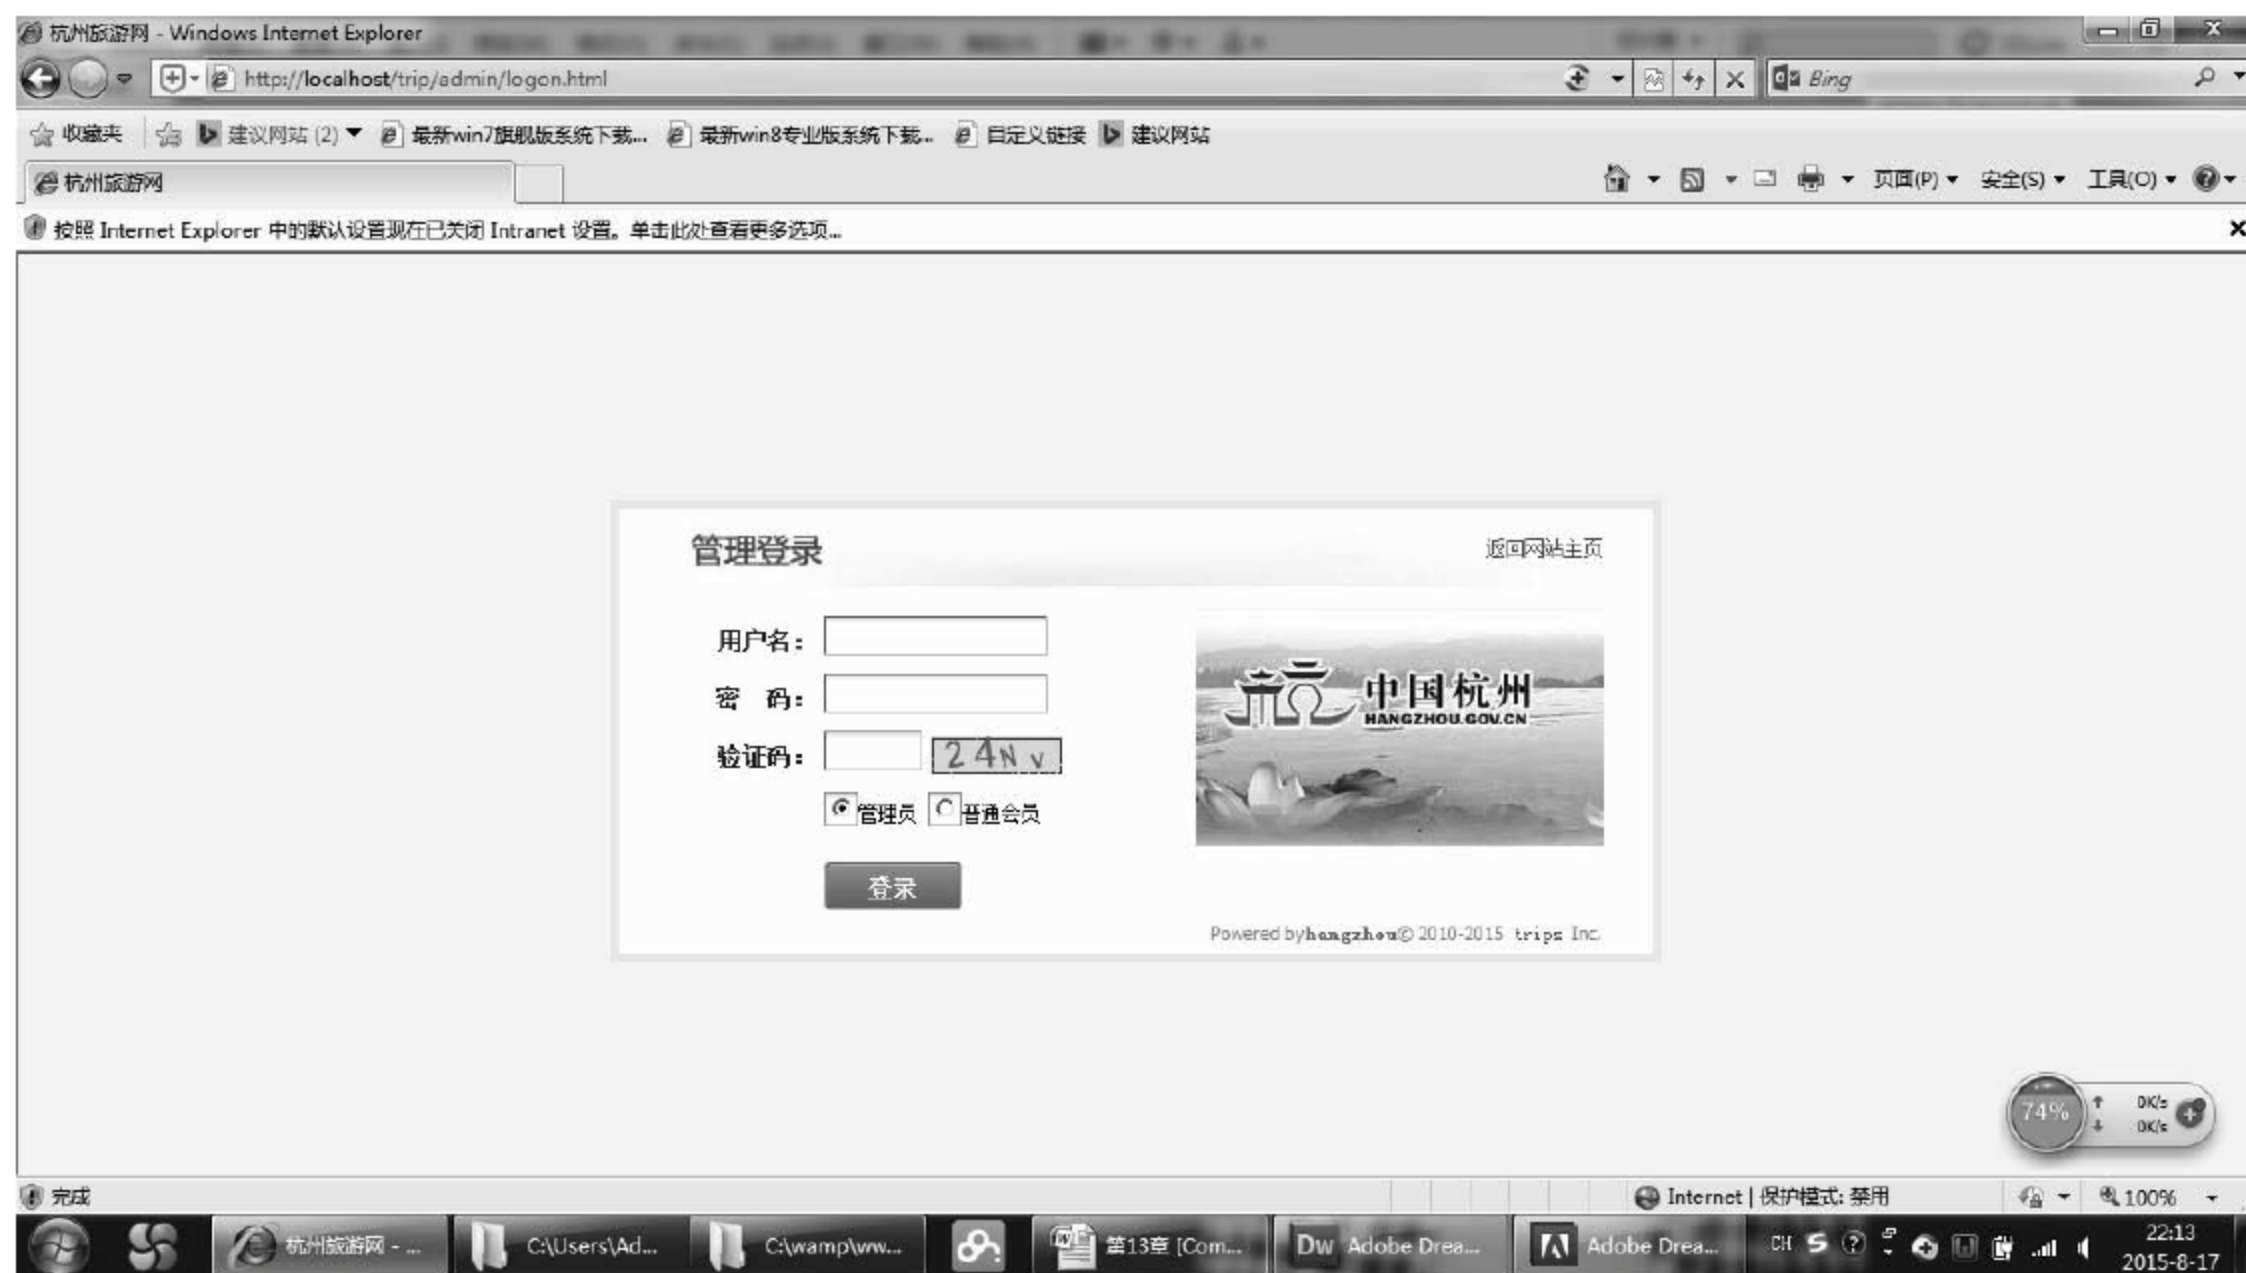 杭州旅游网 - Windows Internet Explorer
http://localhost/trip/admin/logon.html
Bing
收藏夹 建议网站 (2) 最新win7旗舰版系统下载... 最新win8专业版系统下载... 自定义链接 建议网站
杭州旅游网
页面(P) 安全(S) 工具(O)
按照 Internet Explorer 中的默认设置现在已关闭 Intranet 设置。单击此处查看更多选项...
管理登录
返回网站主页
用户名：
密 码：
验证码：
24Nv
管理员 普通会员
登录
中国杭州
HANGZHOU.GOV.CN
Powered byhangzhou© 2010-2015 trips Inc.
74%
0K/s
0K/s
完成
Internet | 保护模式: 禁用
100%
杭州旅游网 - ...
C:\Users\Ad...
C:\wamp\ww...
第13章 [Com...
Dw Adobe Drea...
Adobe Drea...
CH
22:13
2015-8-17